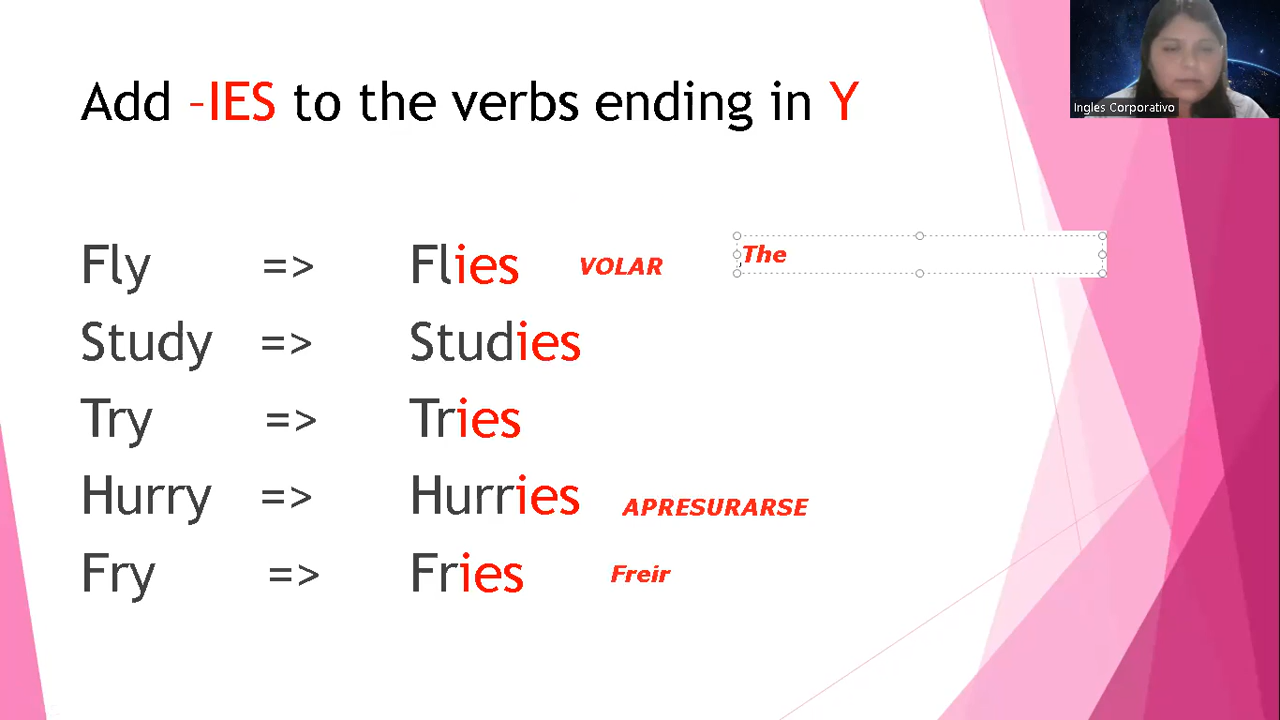 Ingles Corporativo
Add –IES to the verbs ending in Y
Fly => Flies VOLAR The
Study => Studies
Try => Tries
Hurry => Hurries APRESURARSE
Fry => Fries Freir